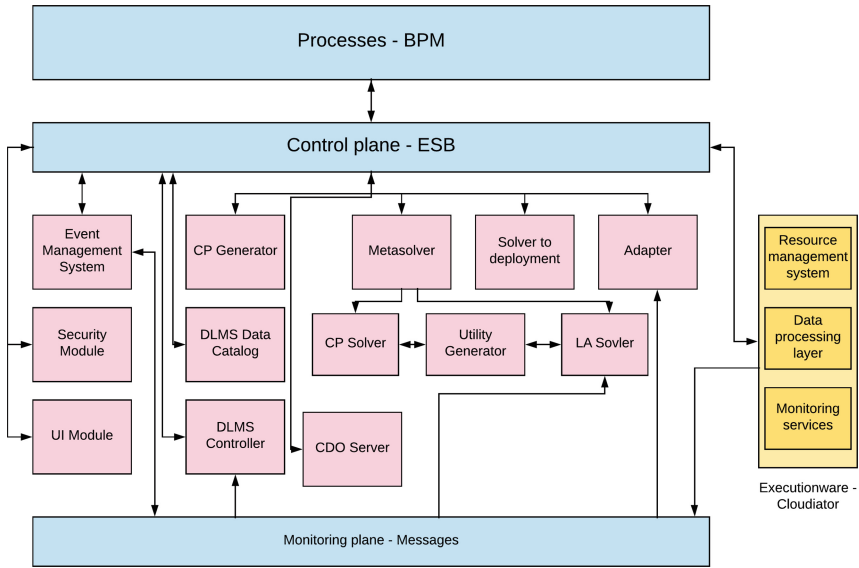 Processes - BPM
Control plane - ESB
Event
Management
System
CP Generator
Metasolver
Solver to
deployment
Adapter
Resource
management
system
Security
Module
DLMS Data
Catalog
CP Solver
Utility
Generator
LA Sovler
Data
processing
layer
UI Module
DLMS
Controller
CDO Server
Monitoring
services
Executionware -
Cloudiator
Monitoring plane - Messages